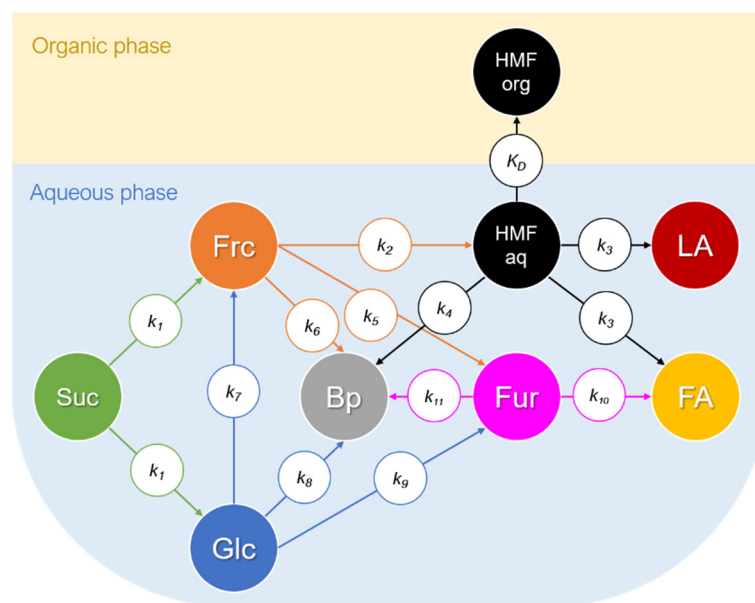 Organic phase
HMF
org
K_D
Aqueous phase
Frc
k_2
HMF
aq
k_3
LA
k_1
k_6
k_5
k_4
k_3
k_7
Suc
Bp
k_11
Fur
k_10
FA
k_1
k_8
k_9
Glc